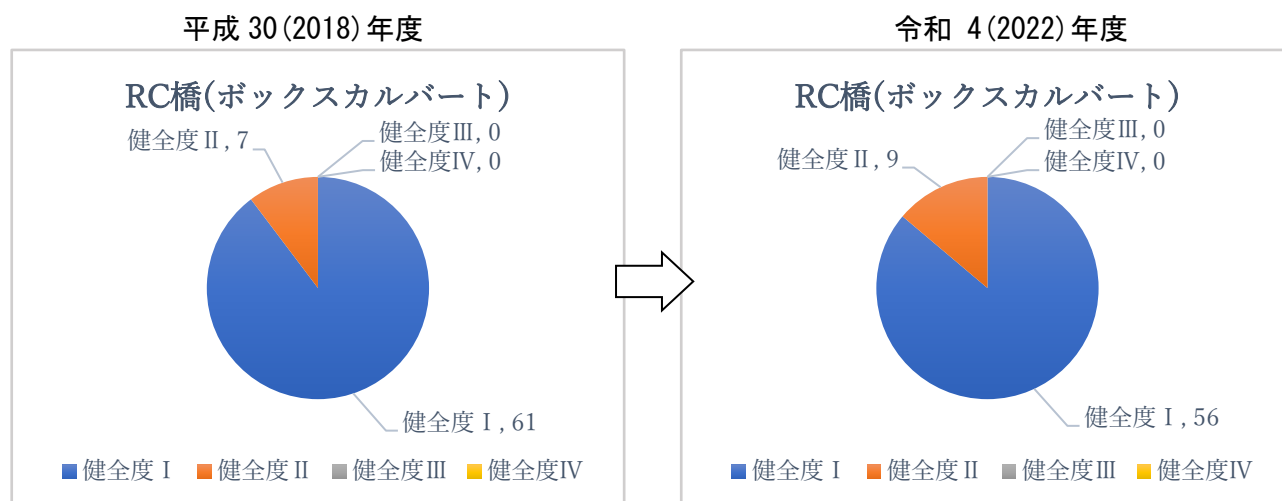 平成 30(2018)年度
RC橋(ボックスカルバート)
健全度Ⅱ, 7
健全度Ⅲ, 0
健全度Ⅳ, 0
健全度Ⅰ, 61
健全度Ⅰ 健全度Ⅱ 健全度Ⅲ 健全度Ⅳ
令和 4(2022)年度
RC橋(ボックスカルバート)
健全度Ⅱ, 9
健全度Ⅲ, 0
健全度Ⅳ, 0
健全度Ⅰ, 56
健全度Ⅰ 健全度Ⅱ 健全度Ⅲ 健全度Ⅳ